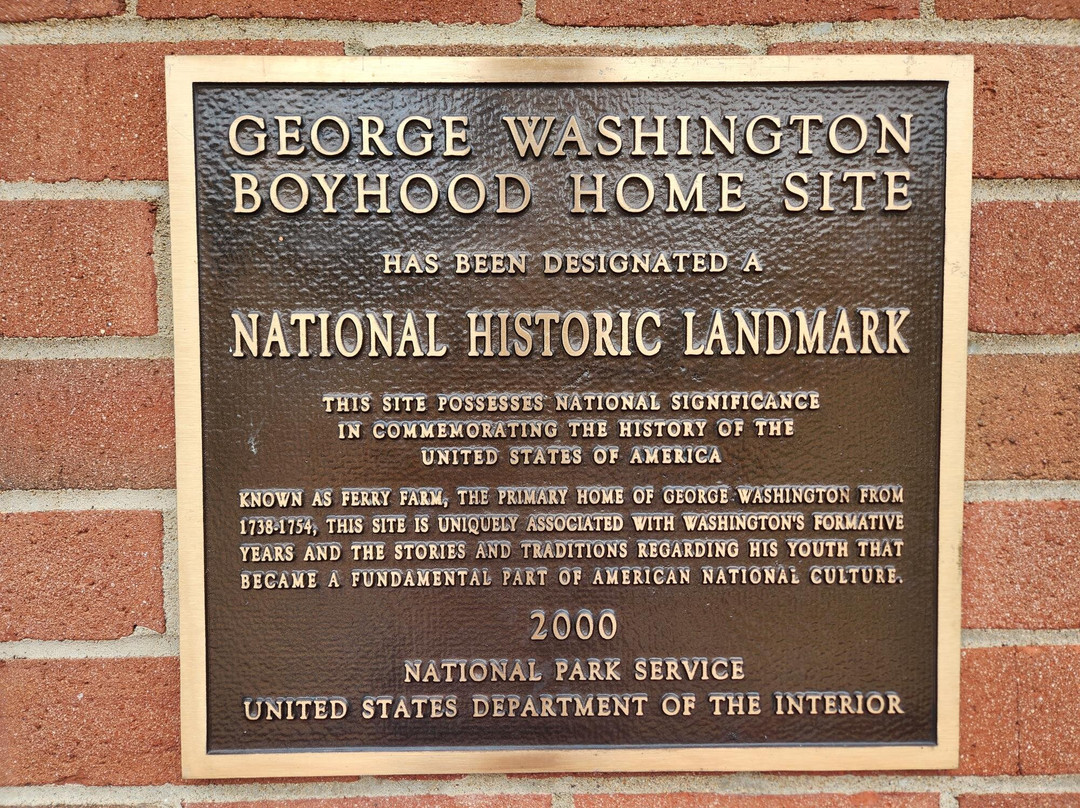 GEORGE WASHINGTON
BOYHOOD HOME SITE
HAS BEEN DESIGNATED A
NATIONAL HISTORIC LANDMARK
THIS SITE POSSESSES NATIONAL SIGNIFICANCE
IN COMMEMORATING THE HISTORY OF THE
UNITED STATES OF AMERICA
KNOWN AS FERRY FARM, THE PRIMARY HOME OF GEORGE WASHINGTON FROM
1738-1754, THIS SITE IS UNIQUELY ASSOCIATED WITH WASHINGTON'S FORMATIVE
YEARS AND THE STORIES AND TRADITIONS REGARDING HIS YOUTH THAT
BECAME A FUNDAMENTAL PART OF AMERICAN NATIONAL CULTURE.
2000
NATIONAL PARK SERVICE
UNITED STATES DEPARTMENT OF THE INTERIOR